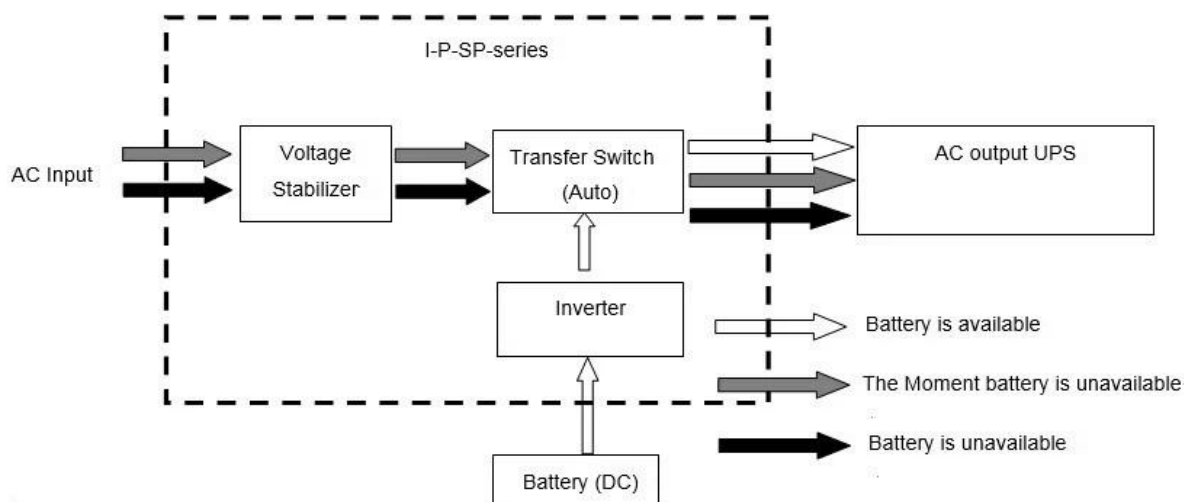 I-P-SP-series
AC Input
Voltage
Stabilizer
Transfer Switch
(Auto)
AC output UPS
Inverter
Battery (DC)
Battery is available
The Moment battery is unavailable
Battery is unavailable